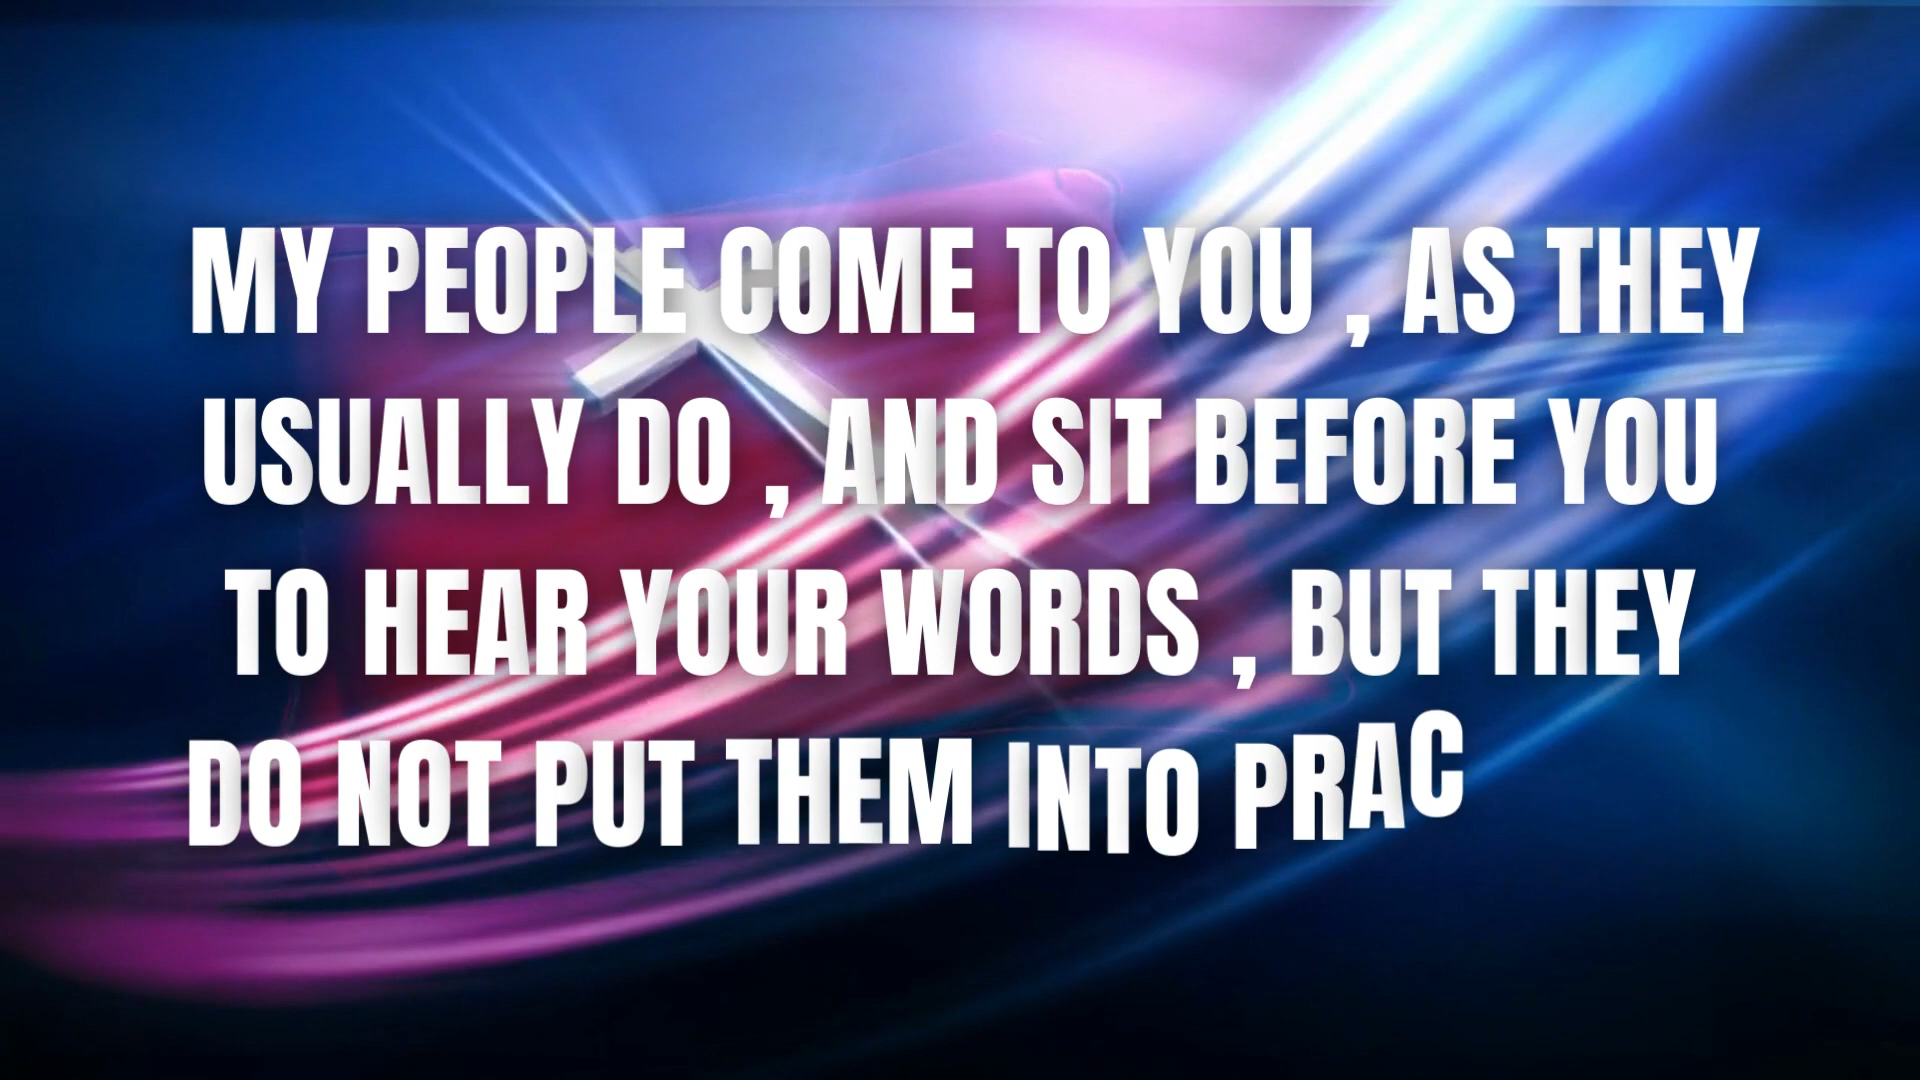 MY PEOPLE COME TO YOU , AS THEY
USUALLY DO , AND SIT BEFORE YOU
TO HEAR YOUR WORDS , BUT THEY
DO NOT PUT THEM INTO PRAC